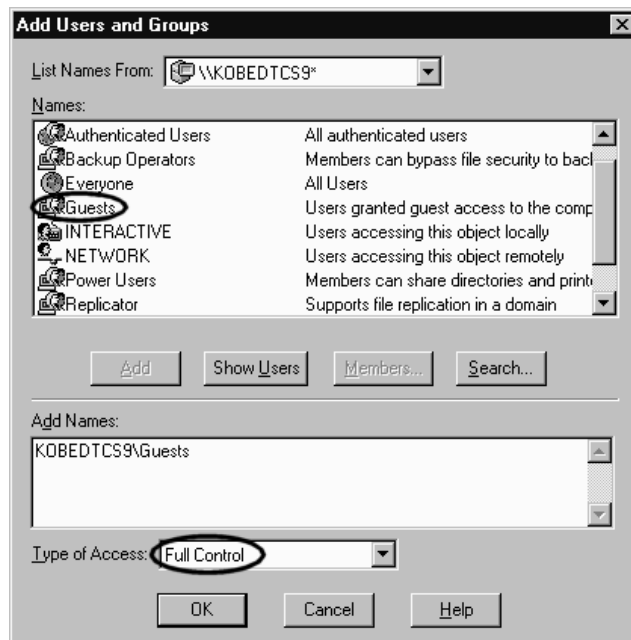 Add Users and Groups
List Names From: \\KOBEDTCS9*
Names:
Authenticated Users All authenticated users
Backup Operators Members can bypass file security to bacl
Everyone All Users
Guests Users granted guest access to the comp
INTERACTIVE Users accessing this object locally
NETWORK Users accessing this object remotely
Power Users Members can share directories and print
Replicator Supports file replication in a domain
Add Show Users Members... Search...
Add Names:
KOBEDTCS9\Guests
Type of Access: Full Control
OK Cancel Help